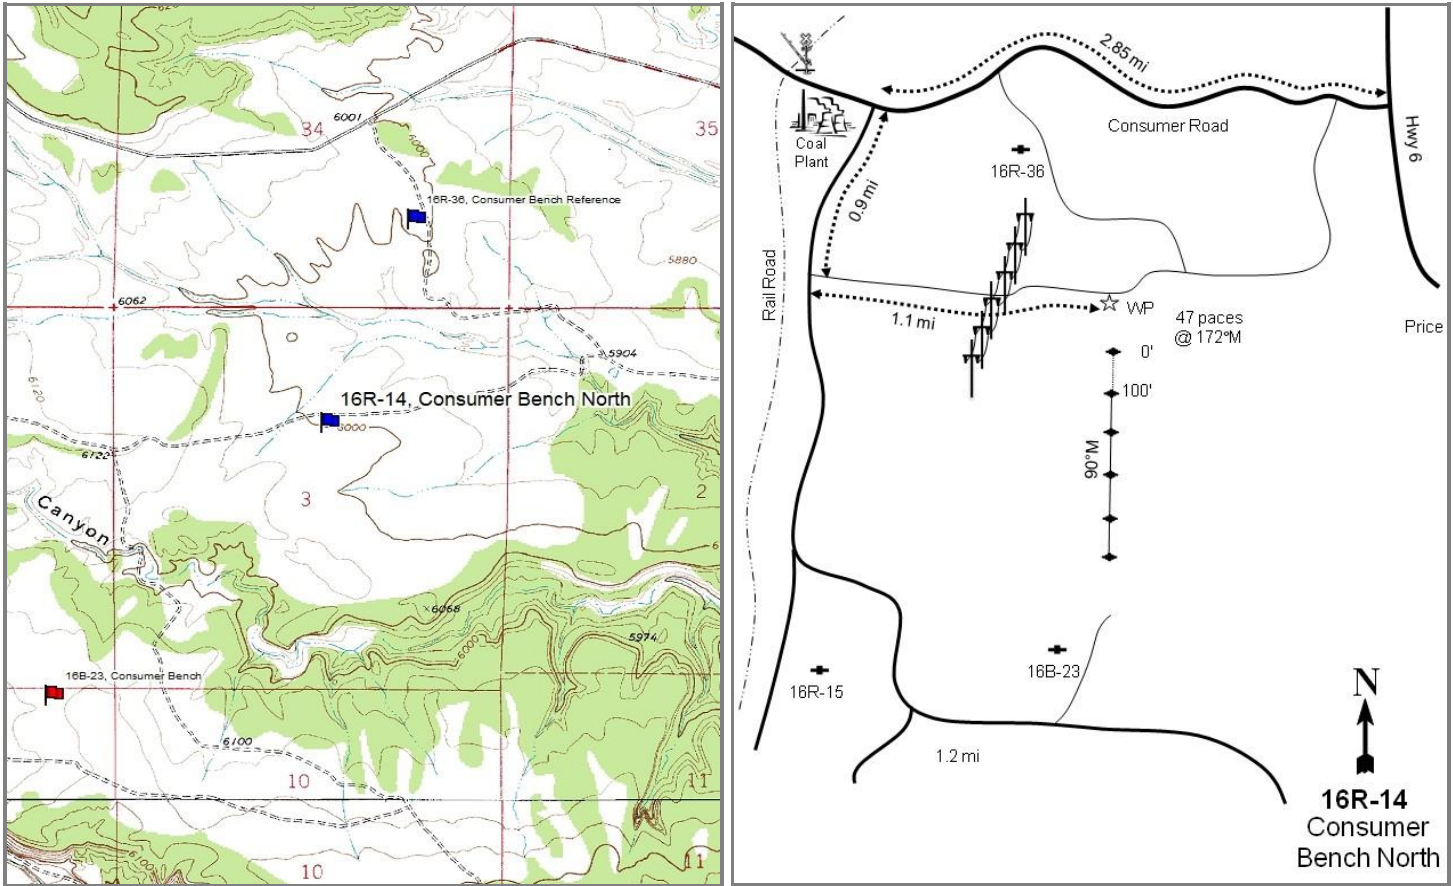 34
35
6001
6000
16R-36, Consumer Bench Reference
5880
6062
5904
6120
16R-14, Consumer Bench North
6000
6122
3
2
Canyon
×6068
5974
6000
16B-23, Consumer Bench
6100
10
11
6100
10
11
2.85 mi
Consumer Road
Hwy 6
Coal
Plant
16R-36
0.9 mi
Rail Road
1.1 mi
WP
47 paces
@ 172°M
Price
0'
100'
90°M
16B-23
16R-15
1.2 mi
N
16R-14
Consumer
Bench North